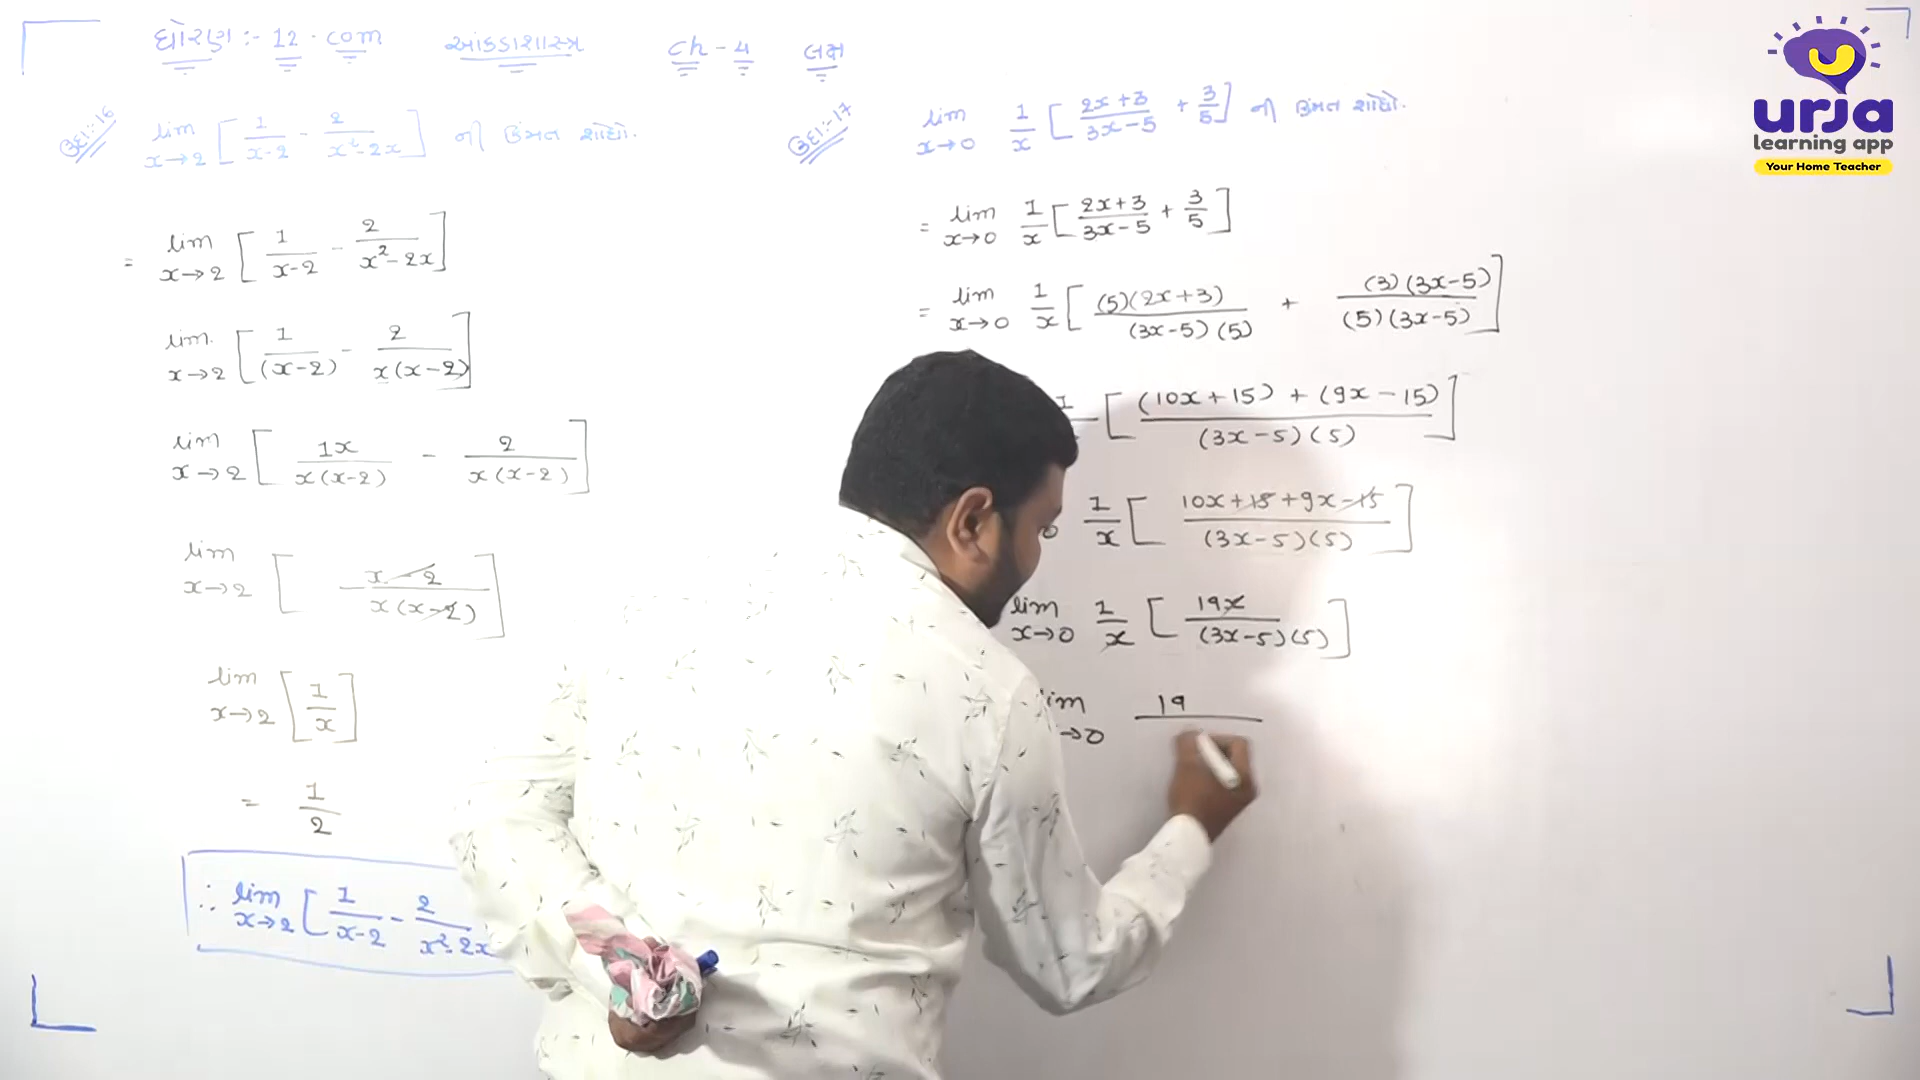 ધોરણ :- 12 . com આંકડાશાસ્ત્ર Ch - 4 લક્ષ
ઉદા:-16 lim x→2 [ 1/(x-2) - 2/(x²-2x) ] ની કિંમત શોધો.
= lim x→2 [ 1/(x-2) - 2/(x²-2x) ]
lim x→2 [ 1/(x-2) - 2/(x(x-2)) ]
lim x→2 [ 1x/(x(x-2)) - 2/(x(x-2)) ]
lim x→2 [ (x-2)/(x(x-2)) ]
lim x→2 [ 1/x ]
= 1/2
∴ lim x→2 [ 1/(x-2) - 2/(x²-2x)
ઉદા:-17 lim x→0 1/x [ (2x+3)/(3x-5) + 3/5 ] ની કિંમત શોધો.
= lim x→0 1/x [ (2x+3)/(3x-5) + 3/5 ]
= lim x→0 1/x [ (5)(2x+3)/((3x-5)(5)) + (3)(3x-5)/((5)(3x-5)) ]
[ ((10x+15)+(9x-15))/((3x-5)(5)) ]
1/x [ (10x+15+9x-15)/((3x-5)(5)) ]
lim x→0 1/x [ 19x/((3x-5)(5)) ]
lim →0 19
urja
learning app
Your Home Teacher